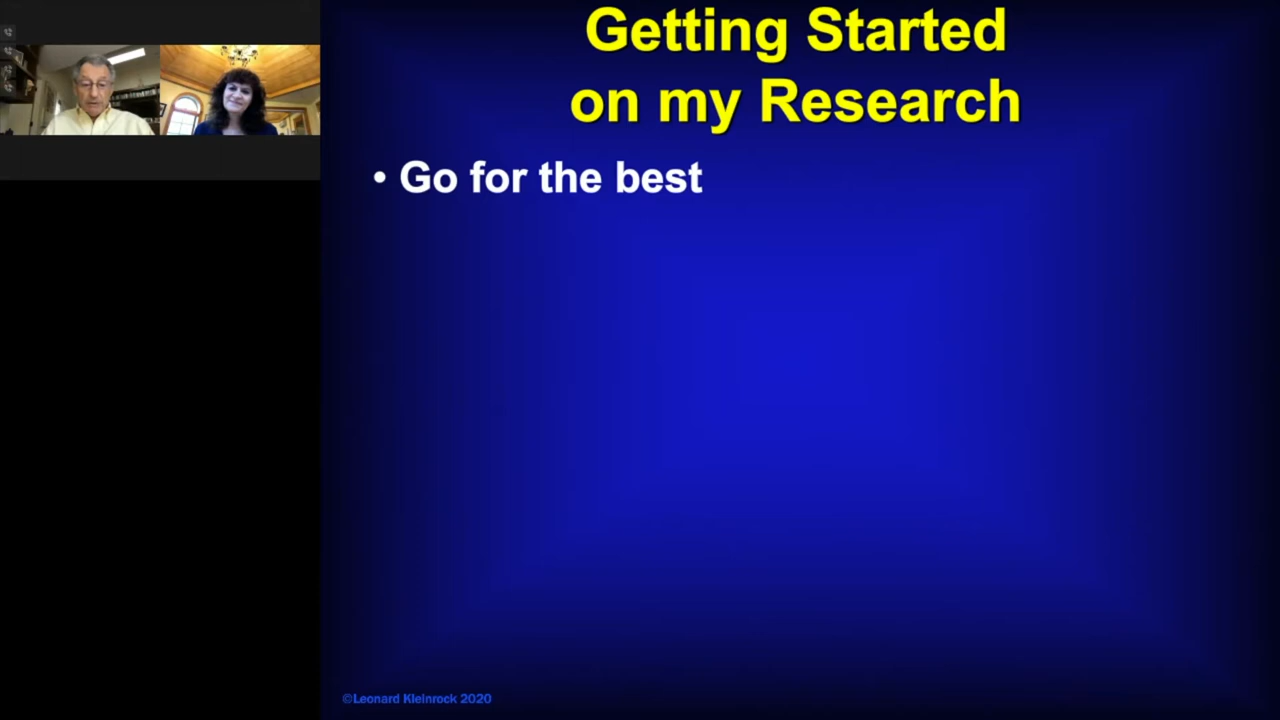 Getting Started
on my Research
• Go for the best
©Leonard Kleinrock 2020